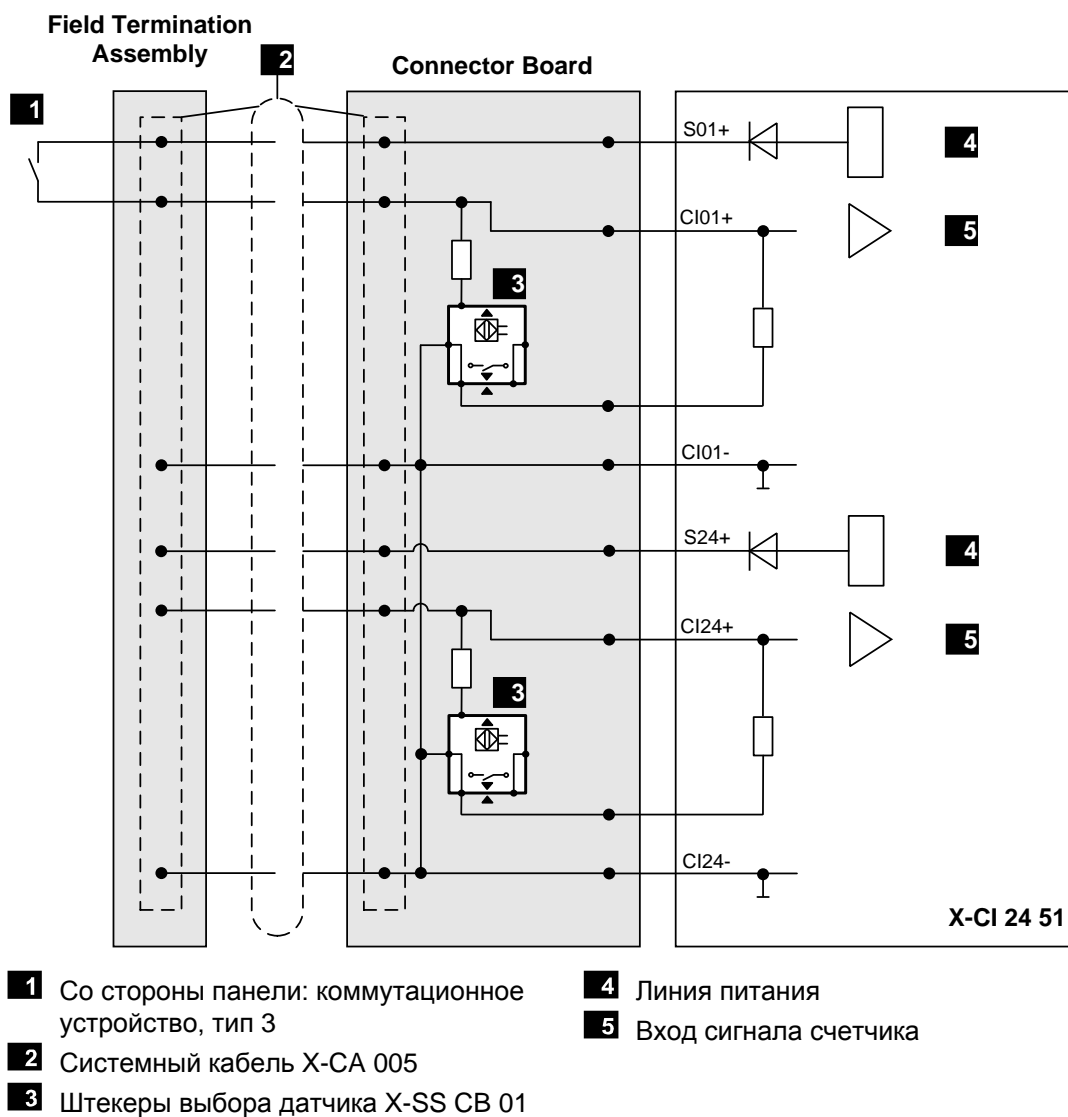 Field Termination
Assembly
2
Connector Board
1
S01+
4
CI01+
5
3
CI01-
S24+
4
CI24+
5
3
CI24-
X-CI 24 51
1 Со стороны панели: коммутационное
устройство, тип 3
2 Системный кабель X-CA 005
3 Штекеры выбора датчика X-SS CB 01
4 Линия питания
5 Вход сигнала счетчика